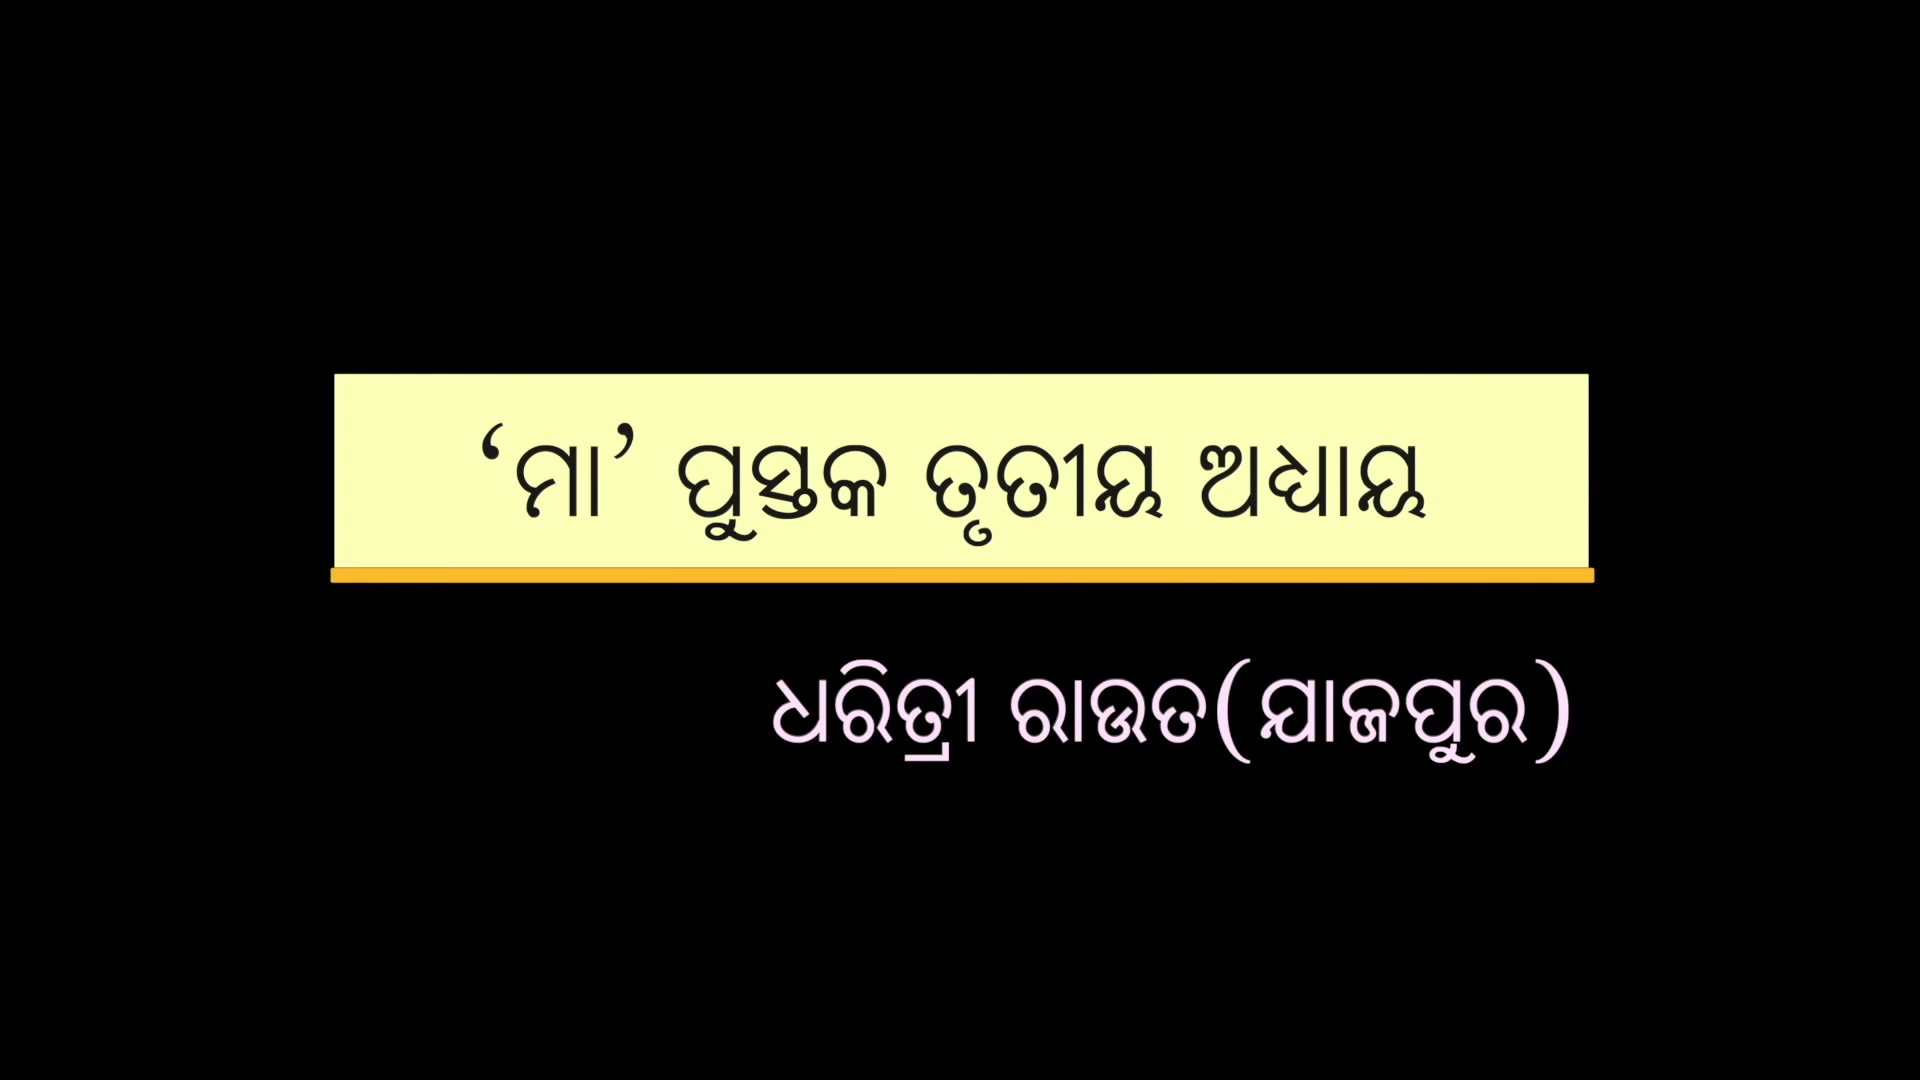 ‘ମା’ ପୁସ୍ତକ ତୃତୀୟ ଅଧ୍ୟାୟ
ଧରିତ୍ରୀ ରାଉତ(ଯାଜପୁର)